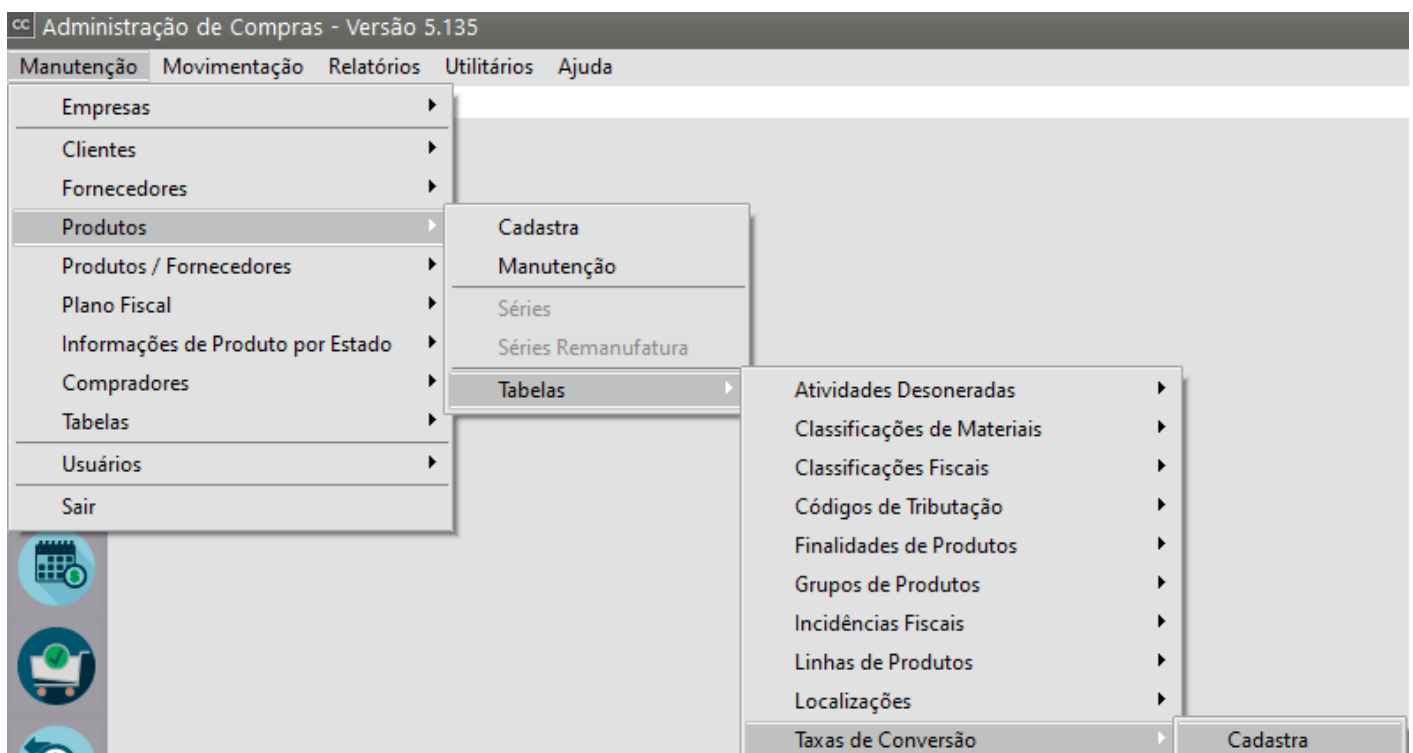 cc Administração de Compras - Versão 5.135
Manutenção Movimentação Relatórios Utilitários Ajuda
Empresas
Clientes
Fornecedores
Produtos
Produtos / Fornecedores
Plano Fiscal
Informações de Produto por Estado
Compradores
Tabelas
Usuários
Sair
Cadastra
Manutenção
Séries
Séries Remanufatura
Tabelas
Atividades Desoneradas
Classificações de Materiais
Classificações Fiscais
Códigos de Tributação
Finalidades de Produtos
Grupos de Produtos
Incidências Fiscais
Linhas de Produtos
Localizações
Taxas de Conversão
Cadastra